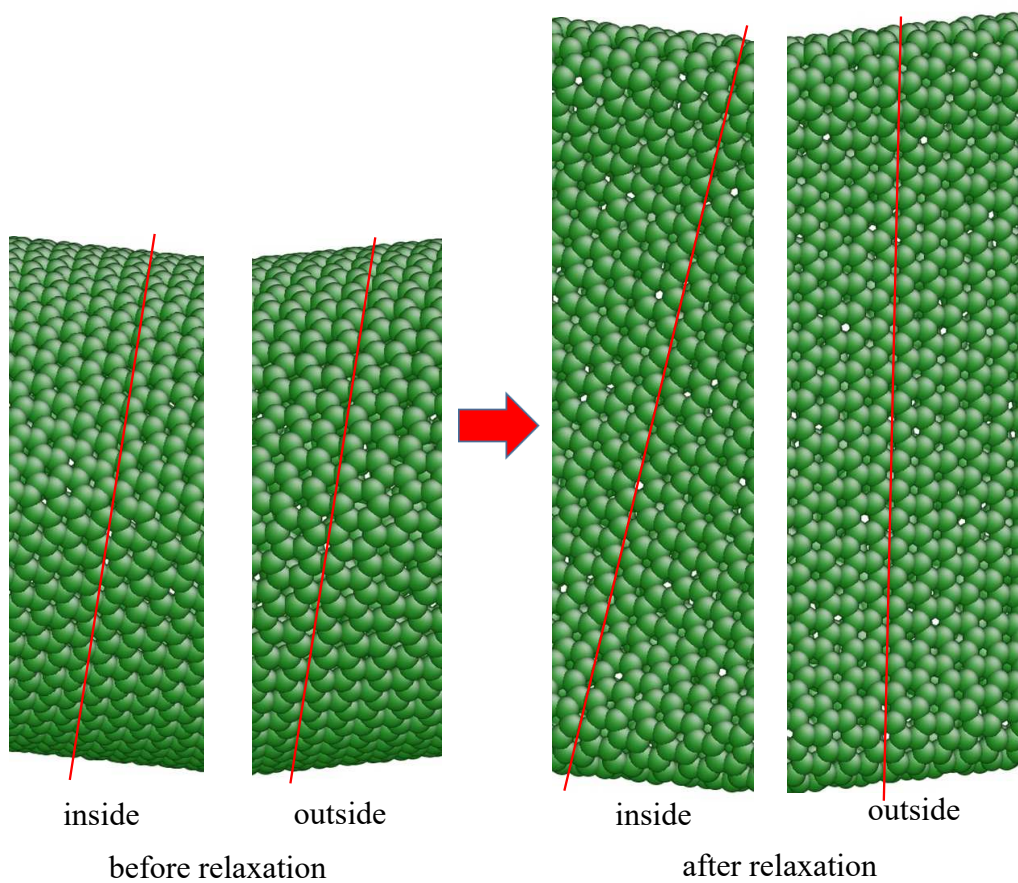 inside
outside
inside
outside
before relaxation
after relaxation